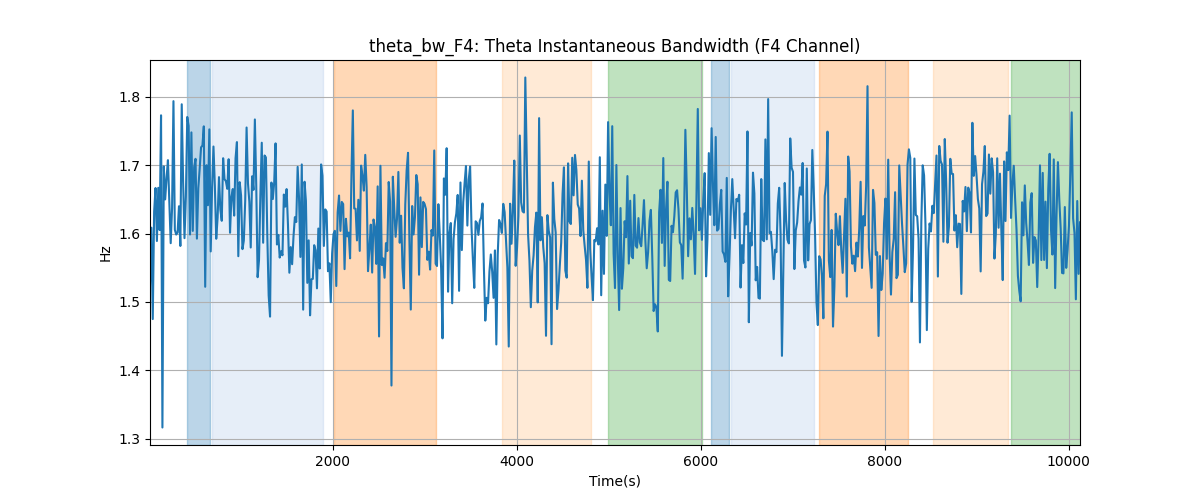 theta_bw_F4: Theta Instantaneous Bandwidth (F4 Channel)
1.8
1.7
1.6
1.5
1.4
1.3
Hz
2000 4000 6000 8000 10000
Time(s)